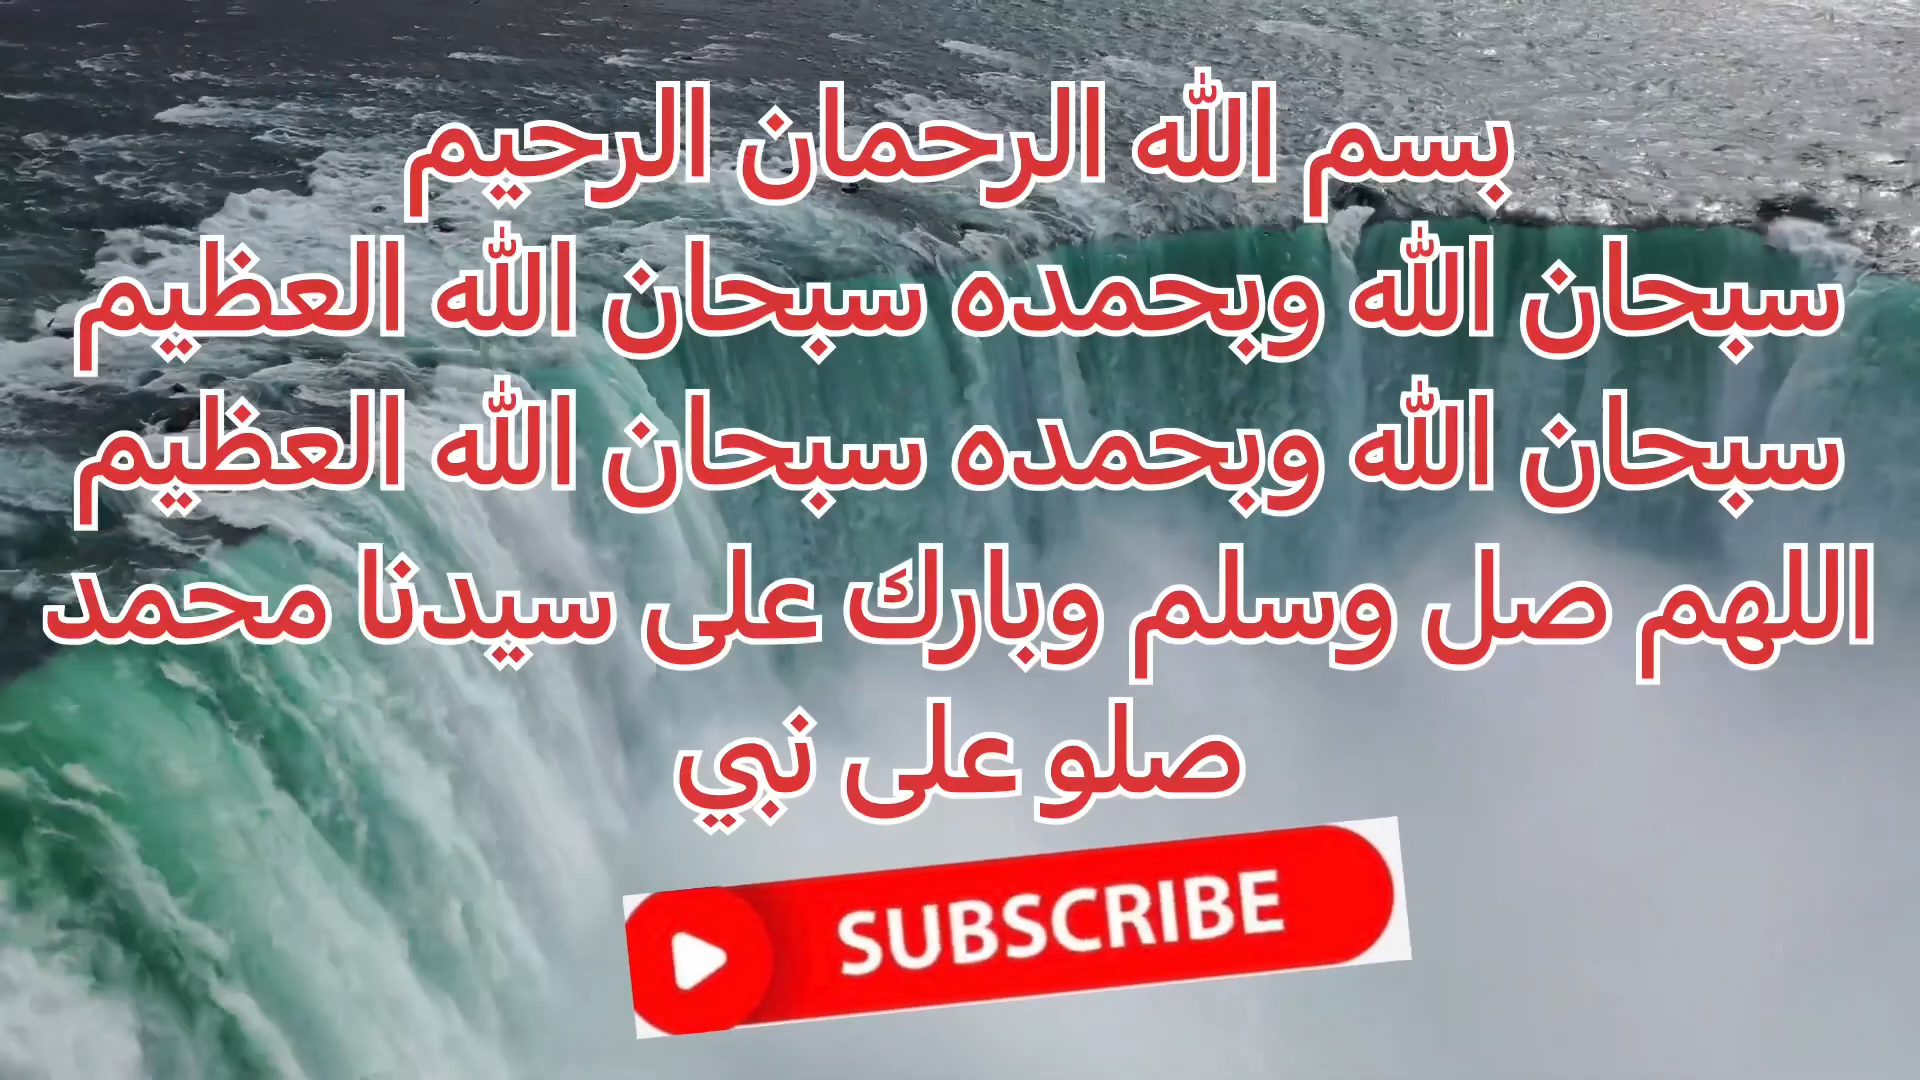 بسم الله الرحمان الرحيم
سبحان الله وبحمده سبحان الله العظيم
سبحان الله وبحمده سبحان الله العظيم
اللهم صل وسلم وبارك على سيدنا محمد
صلو على نبي
SUBSCRIBE